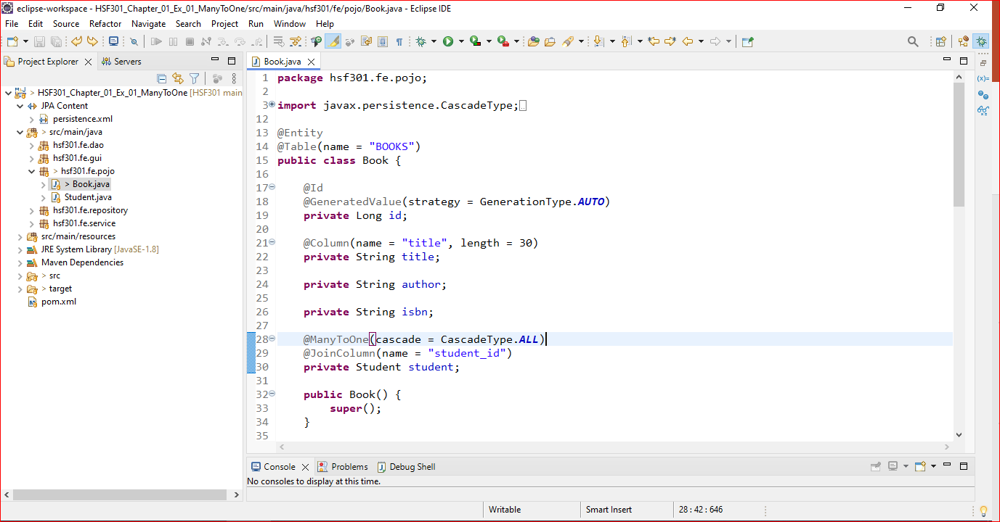 eclipse-workspace - HSF301_Chapter_01_Ex_01_ManyToOne/src/main/java/hsf301/fe/pojo/Book.java - Eclipse IDE
File Edit Source Refactor Navigate Search Project Run Window Help
Project Explorer Servers
Book.java
> HSF301_Chapter_01_Ex_01_ManyToOne [HSF301 main
JPA Content
persistence.xml
> src/main/java
hsf301.fe.dao
hsf301.fe.gui
> hsf301.fe.pojo
> Book.java
Student.java
hsf301.fe.repository
hsf301.fe.service
src/main/resources
JRE System Library [JavaSE-1.8]
Maven Dependencies
> src
> target
pom.xml
1 package hsf301.fe.pojo;
2
3 import javax.persistence.CascadeType;
12
13 @Entity
14 @Table(name = "BOOKS")
15 public class Book {
16
17 @Id
18 @GeneratedValue(strategy = GenerationType.AUTO)
19 private Long id;
20
21 @Column(name = "title", length = 30)
22 private String title;
23
24 private String author;
25
26 private String isbn;
27
28 @ManyToOne(cascade = CascadeType.ALL)
29 @JoinColumn(name = "student_id")
30 private Student student;
31
32 public Book() {
33 super();
34 }
35
(x)=
Console Problems Debug Shell
No consoles to display at this time.
Writable Smart Insert 28 : 42 : 646